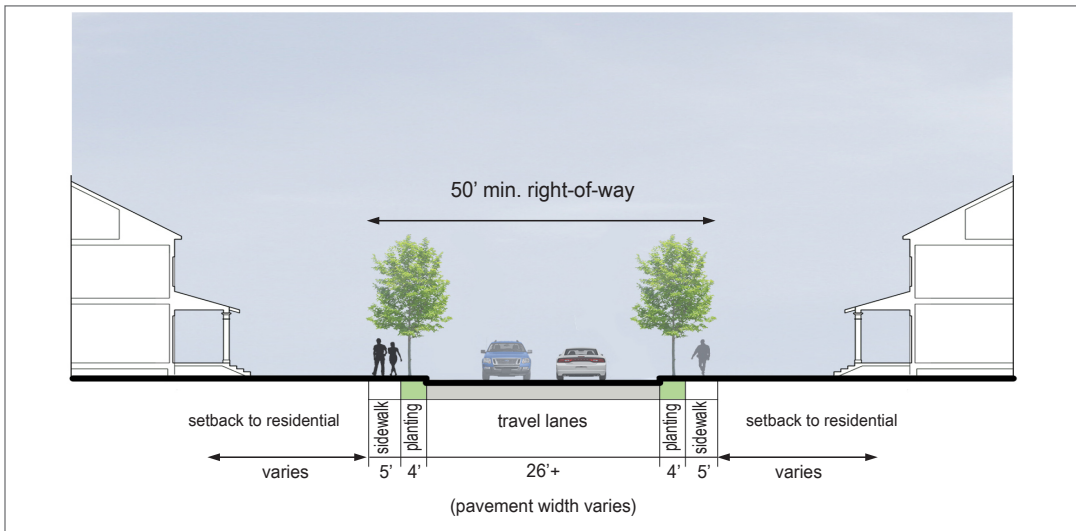 50’ min. right-of-way
setback to residential
sidewalk
planting
travel lanes
planting
sidewalk
setback to residential
varies
5’
4’
26’+
4’
5’
varies
(pavement width varies)